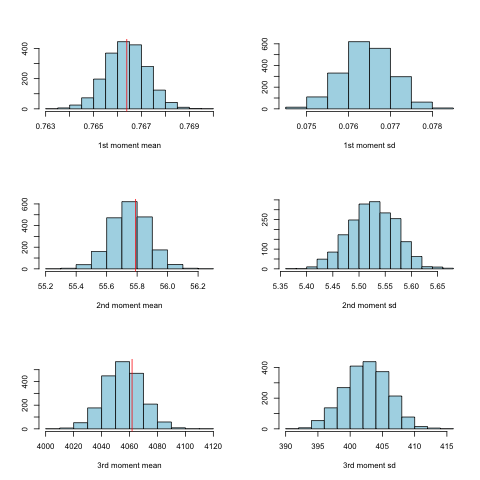 0 200 400
0.763 0.765 0.767 0.769
1st moment mean
0 200 400 600
0.075 0.076 0.077 0.078
1st moment sd
0 200 400 600
55.2 55.4 55.6 55.8 56.0 56.2
2nd moment mean
0 100 250
5.35 5.40 5.45 5.50 5.55 5.60 5.65
2nd moment sd
0 200 400
4000 4020 4040 4060 4080 4100 4120
3rd moment mean
0 200 400
390 395 400 405 410 415
3rd moment sd